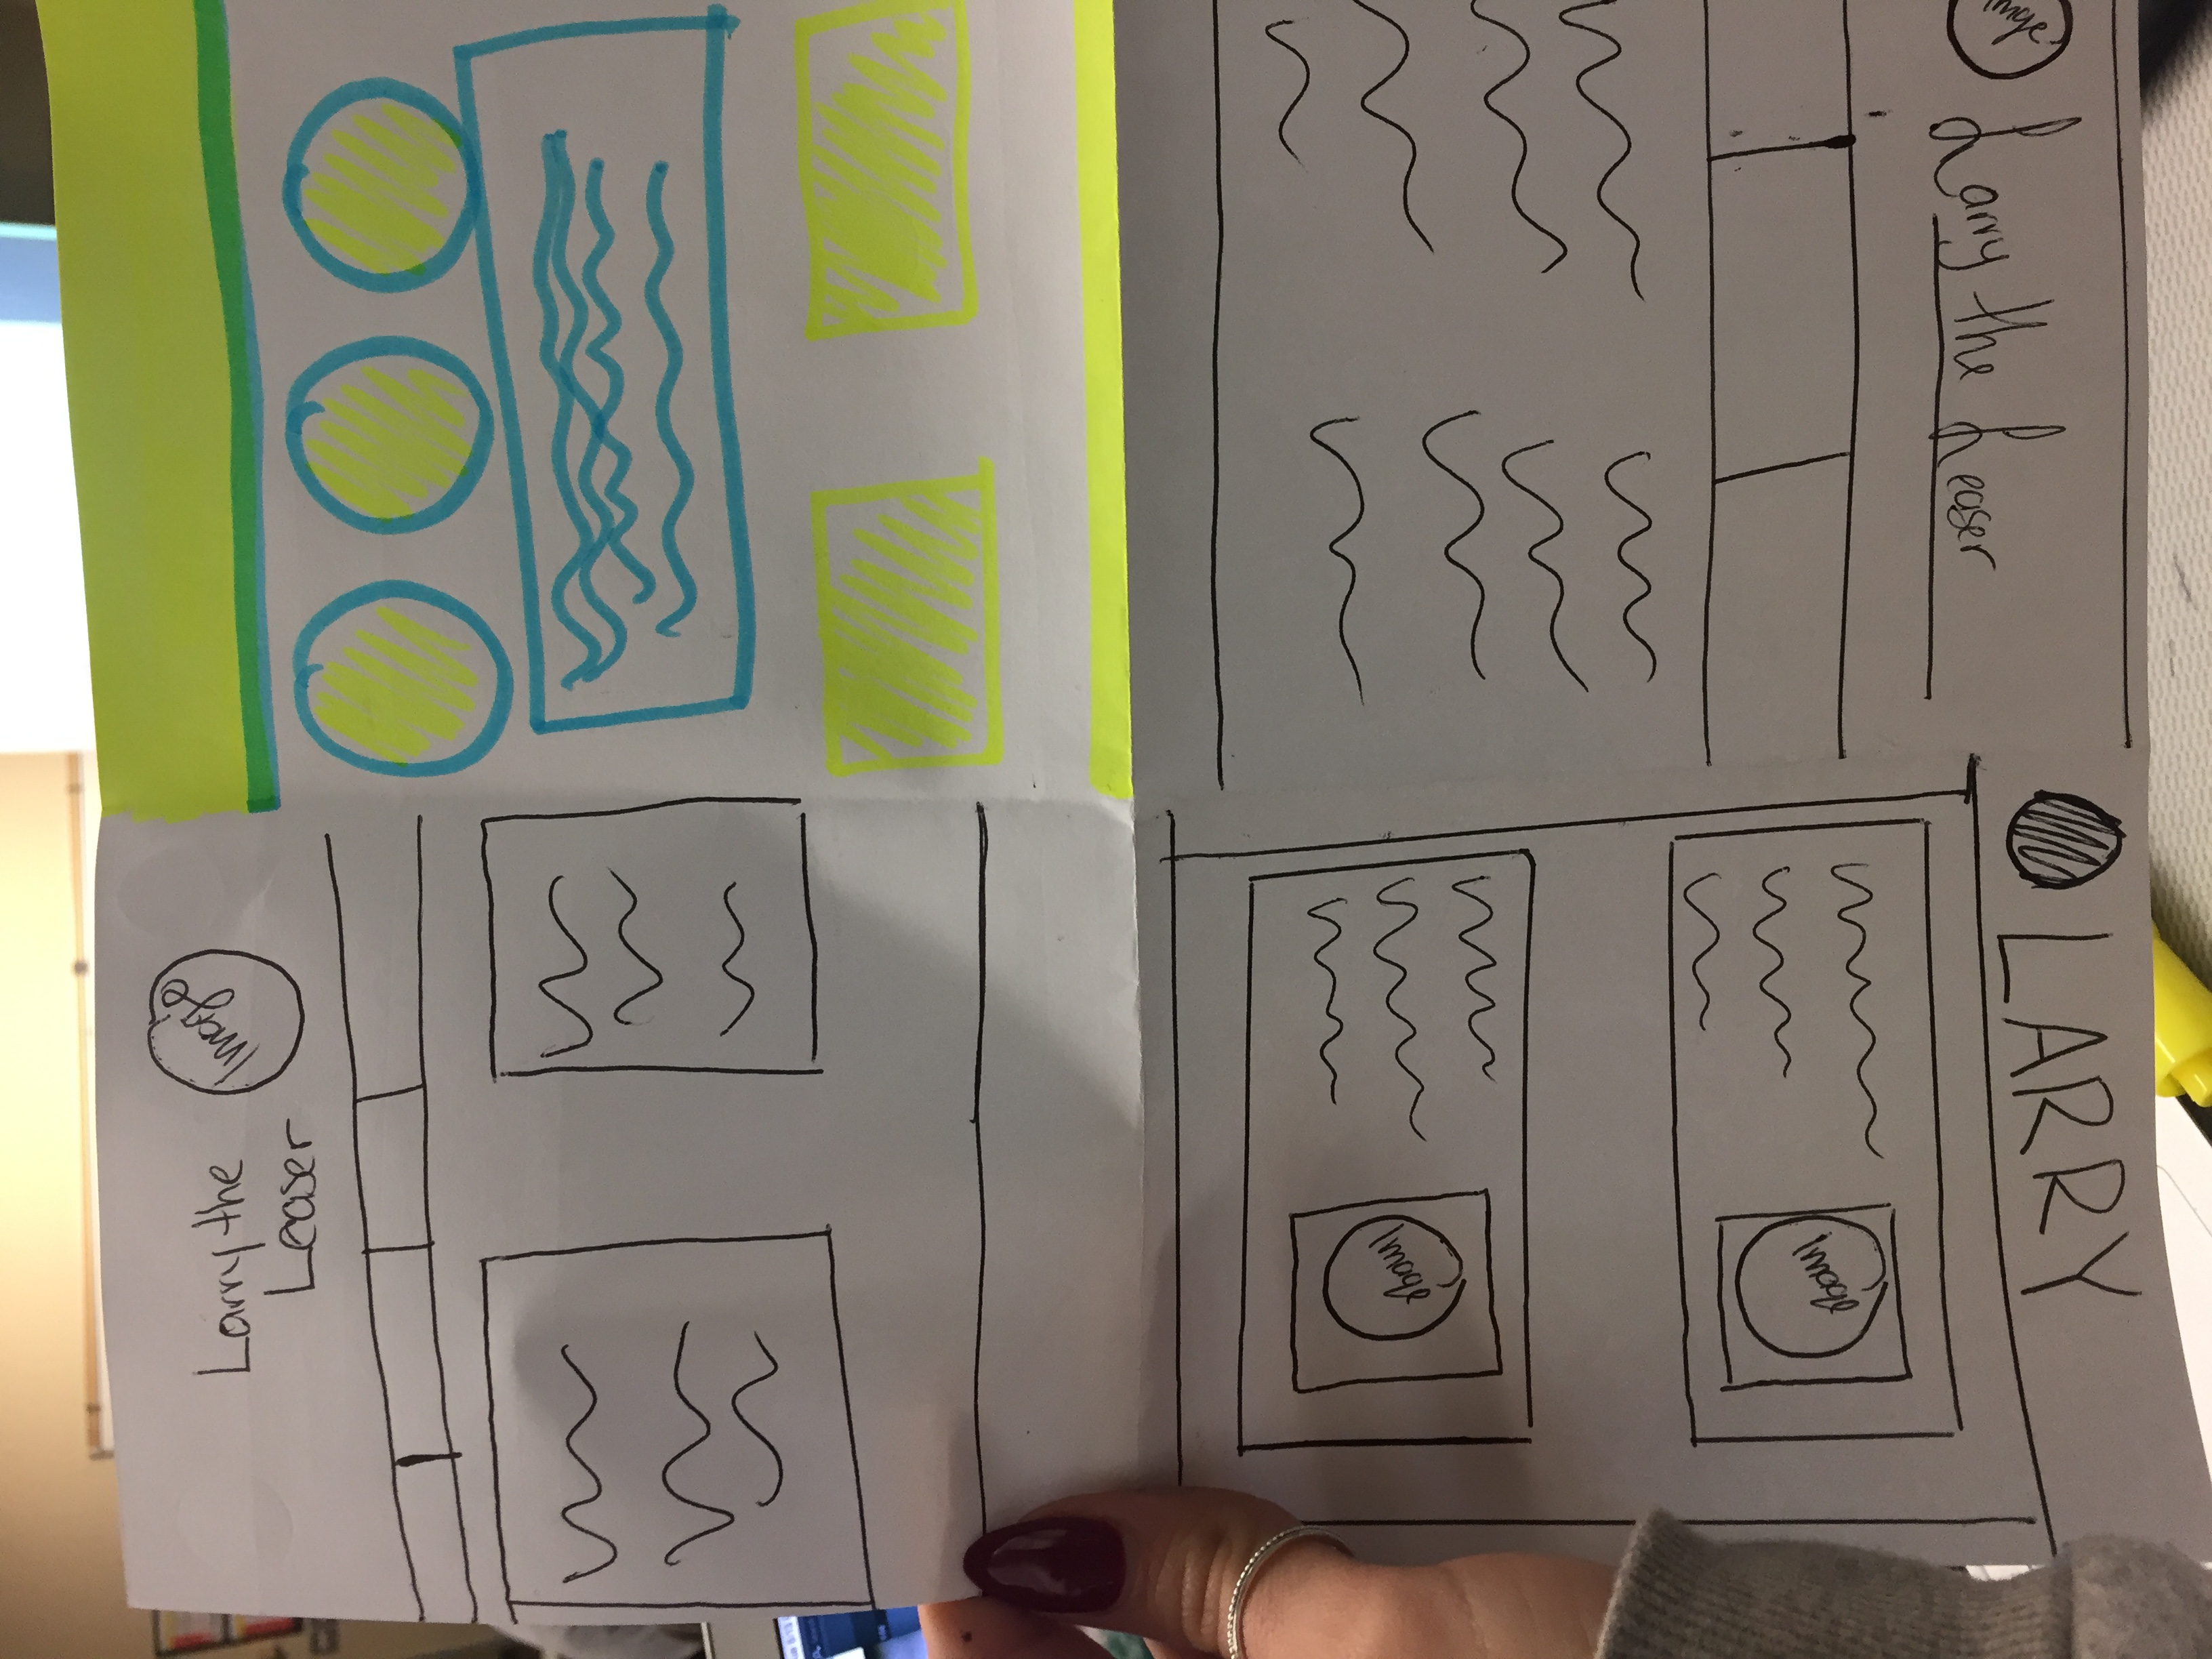 Larry the
Leaser
Image
Image
Image
LARRY
Larry the Leaser